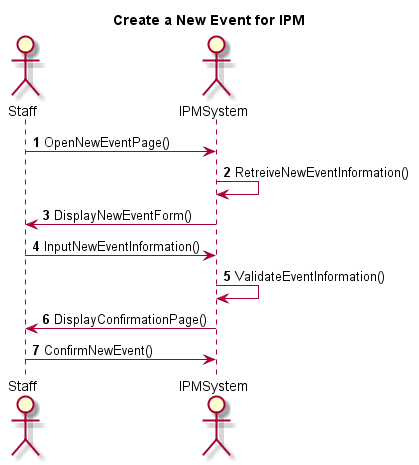 Create a New Event for IPM
Staff
IPMSystem
1 OpenNewEventPage()
2 RetreiveNewEventInformation()
3 DisplayNewEventForm()
4 InputNewEventInformation()
5 ValidateEventInformation()
6 DisplayConfirmationPage()
7 ConfirmNewEvent()
Staff
IPMSystem